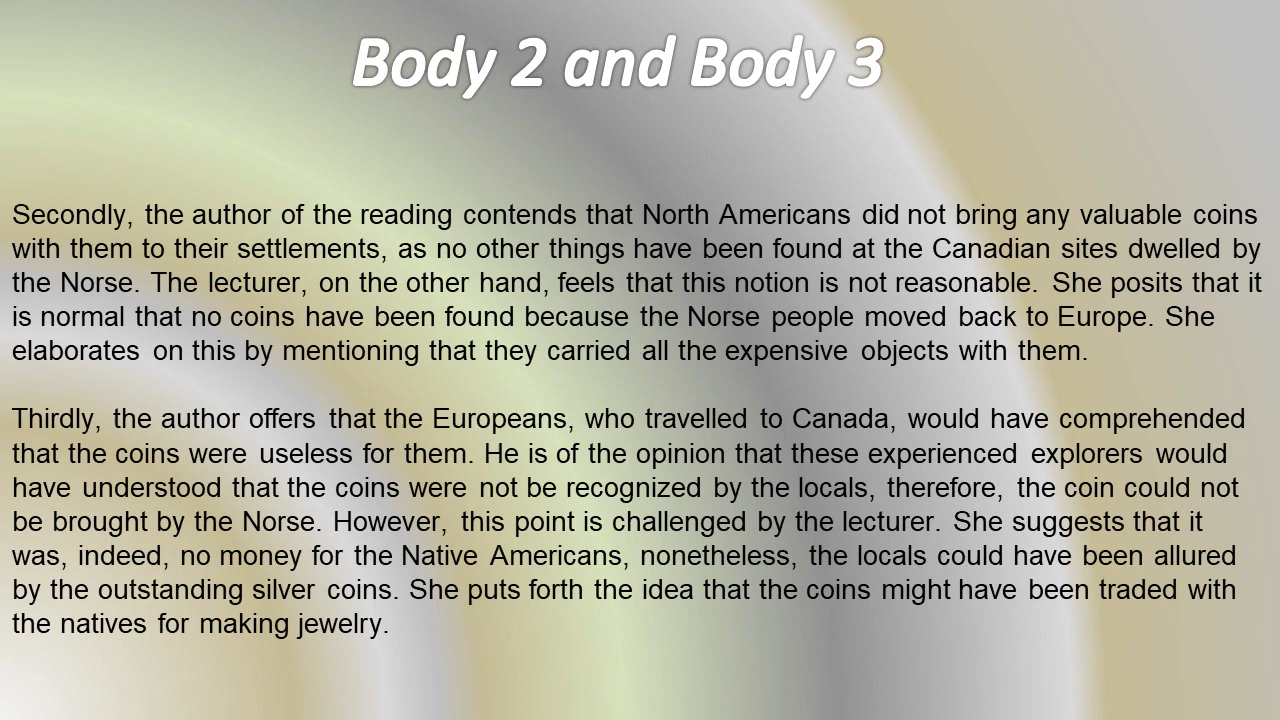 Body 2 and Body 3
Secondly, the author of the reading contends that North Americans did not bring any valuable coins
with them to their settlements, as no other things have been found at the Canadian sites dwelled by
the Norse. The lecturer, on the other hand, feels that this notion is not reasonable. She posits that it
is normal that no coins have been found because the Norse people moved back to Europe. She
elaborates on this by mentioning that they carried all the expensive objects with them.
Thirdly, the author offers that the Europeans, who travelled to Canada, would have comprehended
that the coins were useless for them. He is of the opinion that these experienced explorers would
have understood that the coins were not be recognized by the locals, therefore, the coin could not
be brought by the Norse. However, this point is challenged by the lecturer. She suggests that it
was, indeed, no money for the Native Americans, nonetheless, the locals could have been allured
by the outstanding silver coins. She puts forth the idea that the coins might have been traded with
the natives for making jewelry.